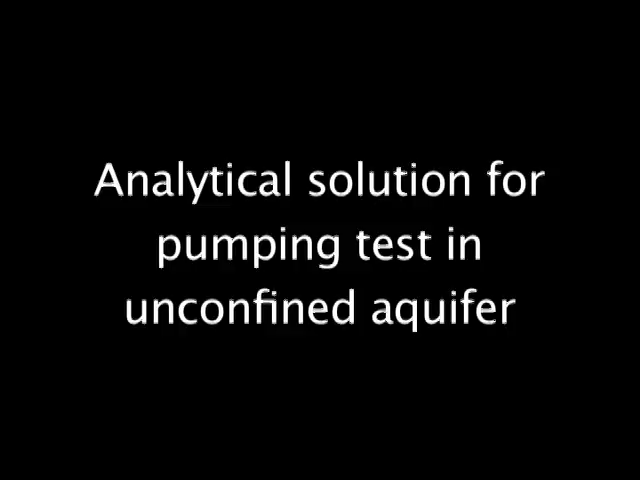 Analytical solution for
pumping test in
unconfined aquifer